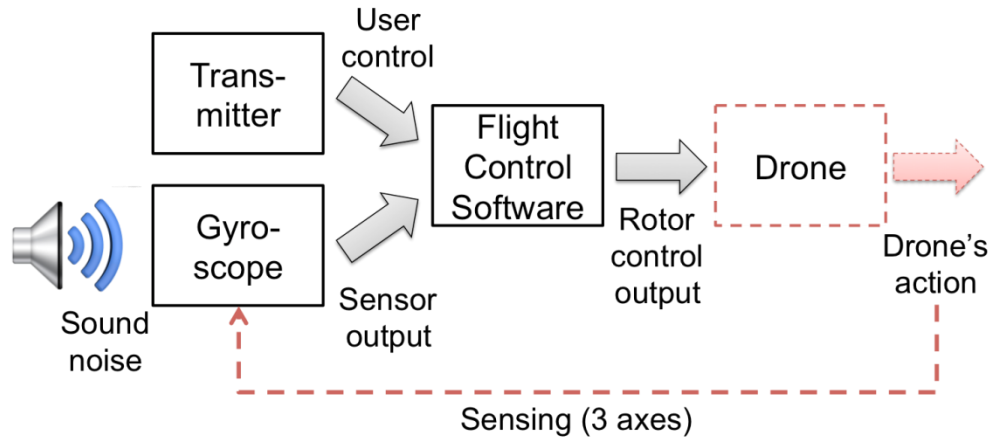 User
control
Trans-
mitter
Flight
Control
Software
Drone
Gyro-
scope
Sound
noise
Sensor
output
Rotor
control
output
Drone’s
action
Sensing (3 axes)